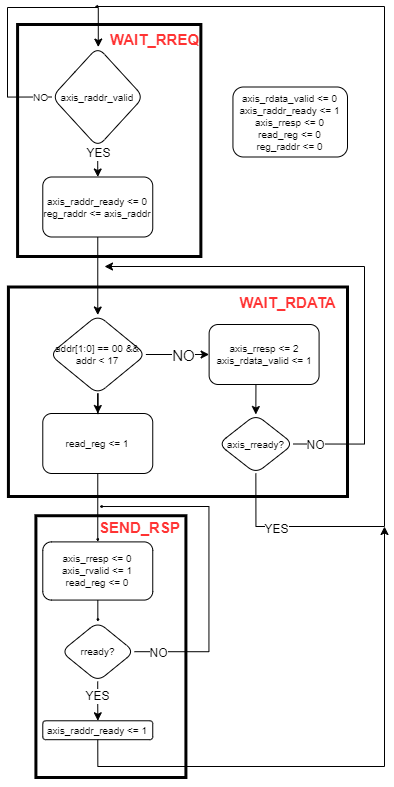 WAIT_RREQ
NO
axis_raddr_valid
axis_rdata_valid <= 0
axis_raddr_ready <= 1
axis_rresp <= 0
read_reg <= 0
reg_raddr <= 0
YES
axis_raddr_ready <= 0
reg_raddr <= axis_raddr
WAIT_RDATA
addr[1:0] == 00 &&
addr < 17
NO
axis_rresp <= 2
axis_rdata_valid <= 1
read_reg <= 1
axis_rready?
NO
YES
SEND_RSP
axis_rresp <= 0
axis_rvalid <= 1
read_reg <= 0
rready?
NO
YES
axis_raddr_ready <= 1